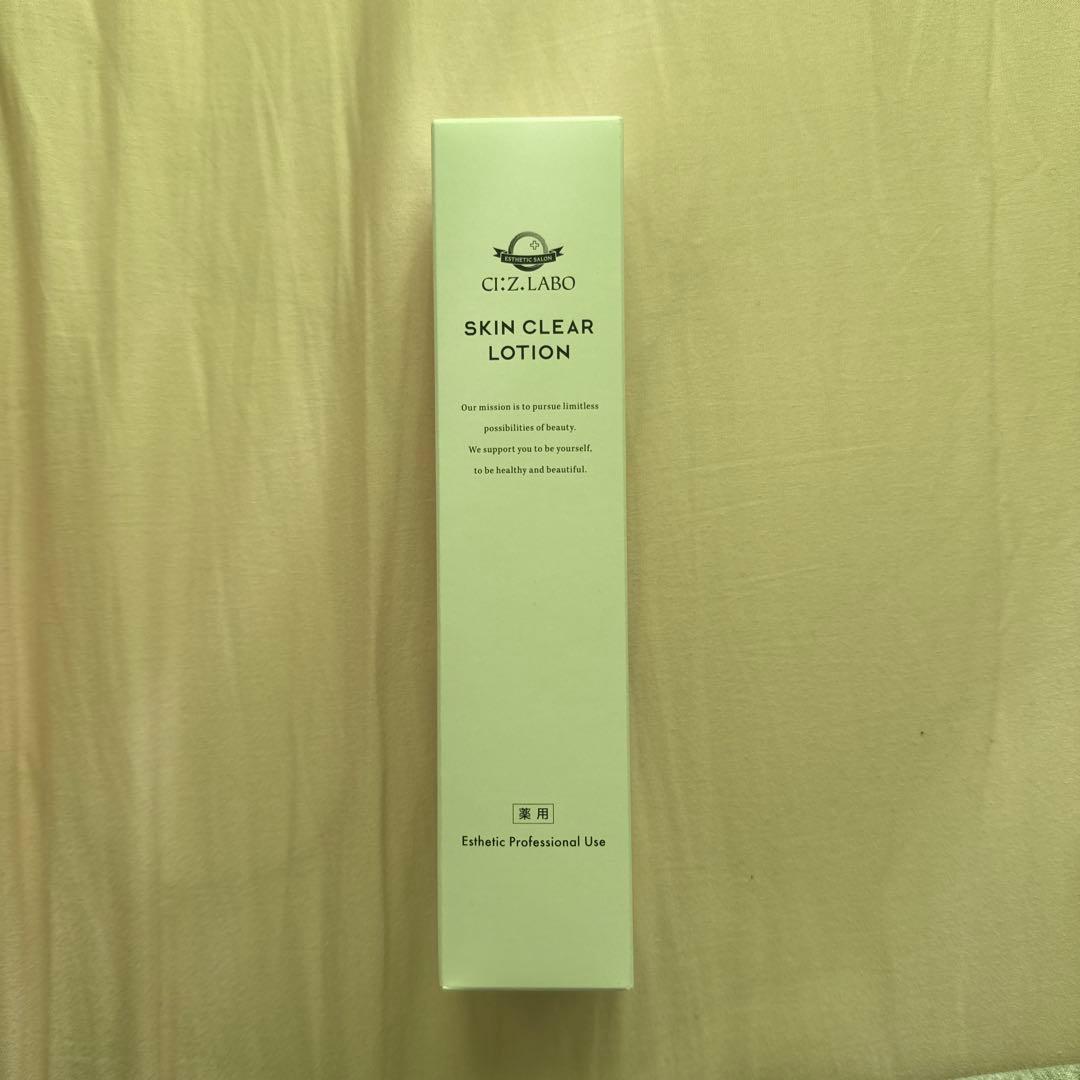 ESTHETIC SALON
CI:Z.LABO
SKIN CLEAR
LOTION
Our mission is to pursue limitless
possibilities of beauty.
We support you to be yourself,
to be healthy and beautiful.
薬用
Esthetic Professional Use